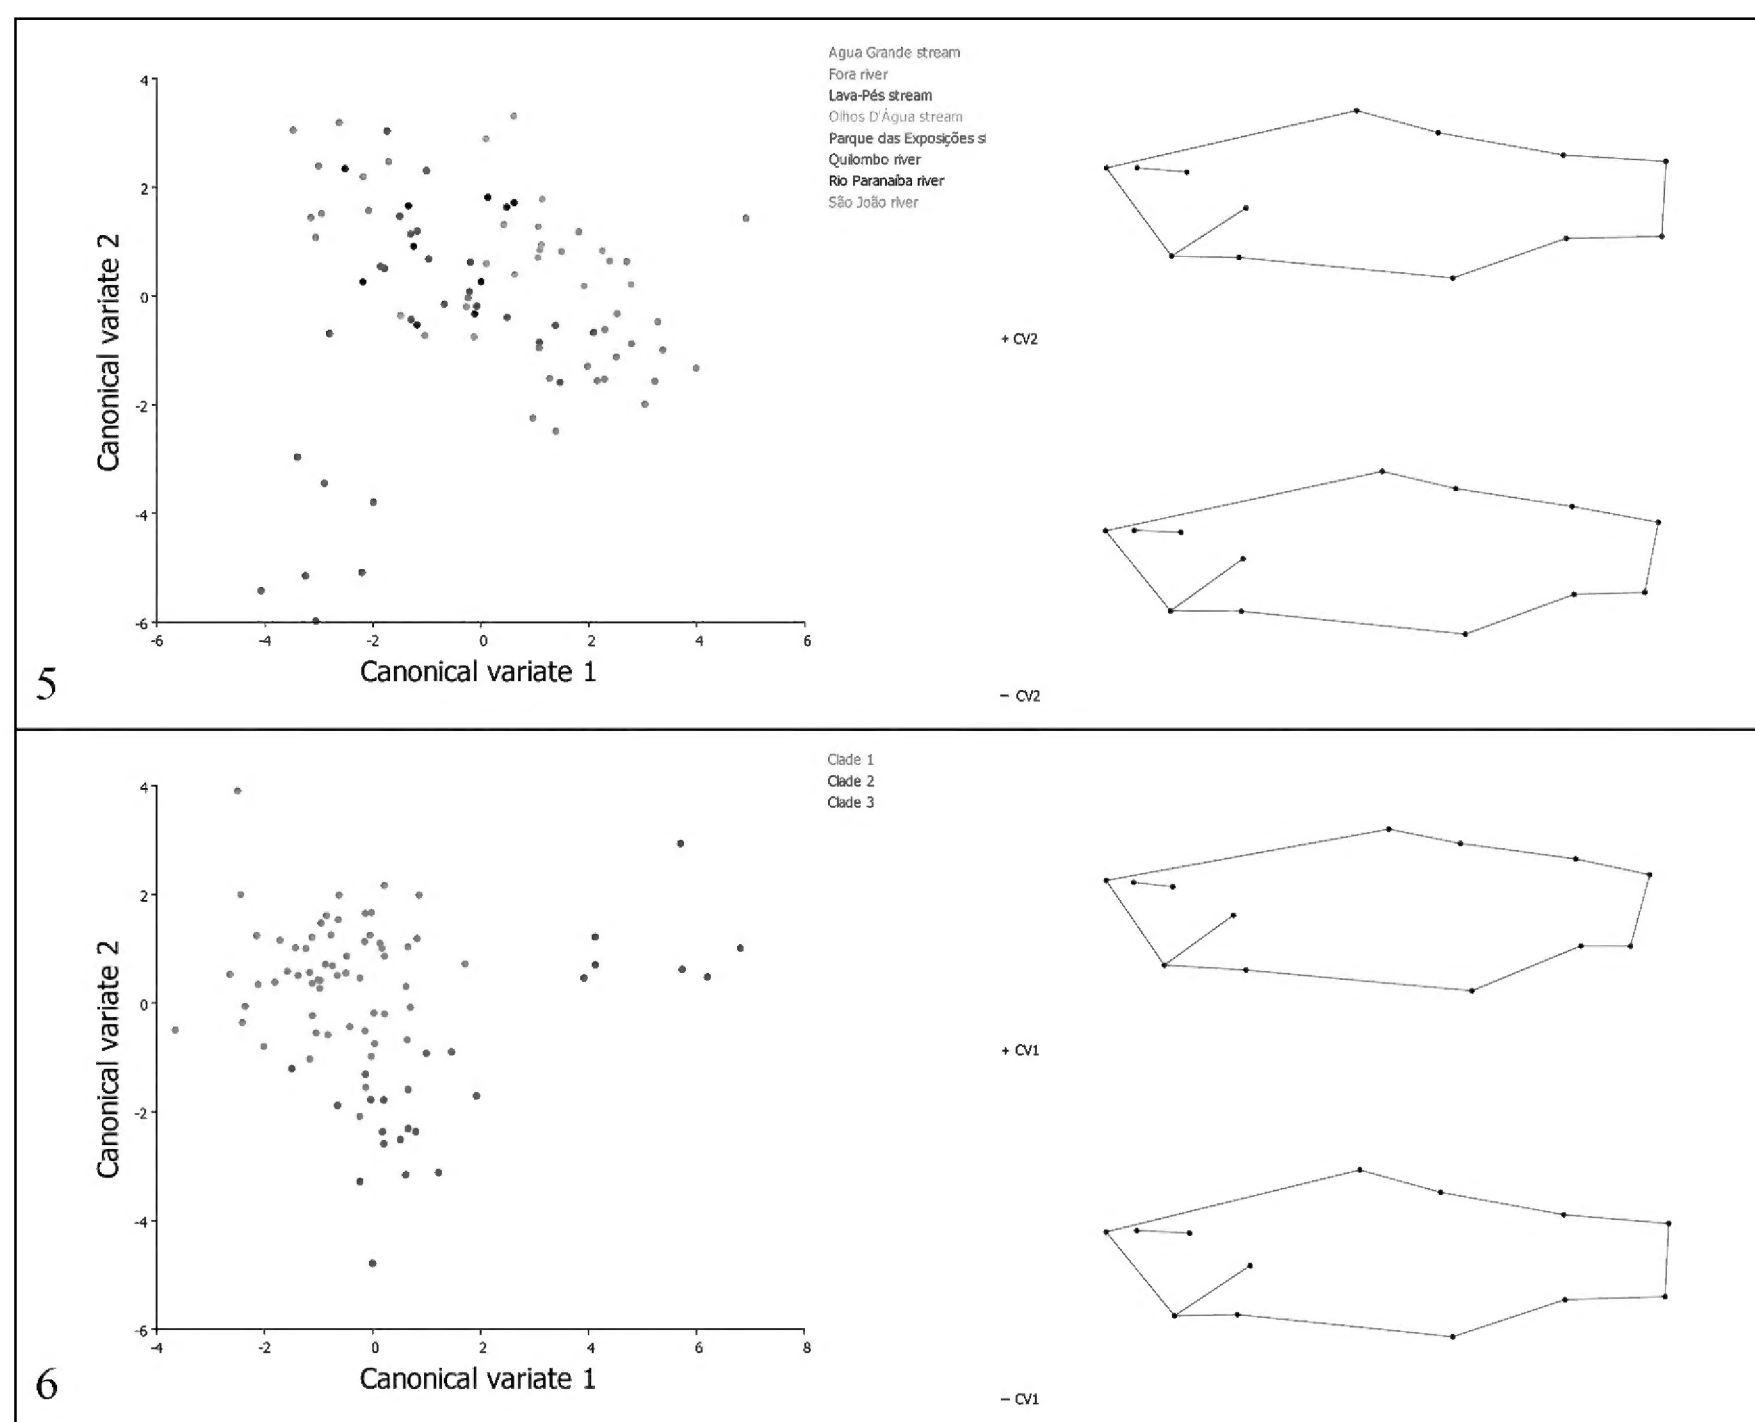 Agua Grande stream
Fora river
Lava-Pés stream
Olhos D'Água stream
Parque das Exposições s
Quilombo river
Rio Paranaíba river
São João river
4
2
0
-2
-4
-6
Canonical variate 2
-6 -4 -2 0 2 4 6
Canonical variate 1
+ CV2
- CV2
5
Clade 1
Clade 2
Clade 3
4
2
0
-2
-4
-6
Canonical variate 2
-4 -2 0 2 4 6 8
Canonical variate 1
+ CV1
- CV1
6